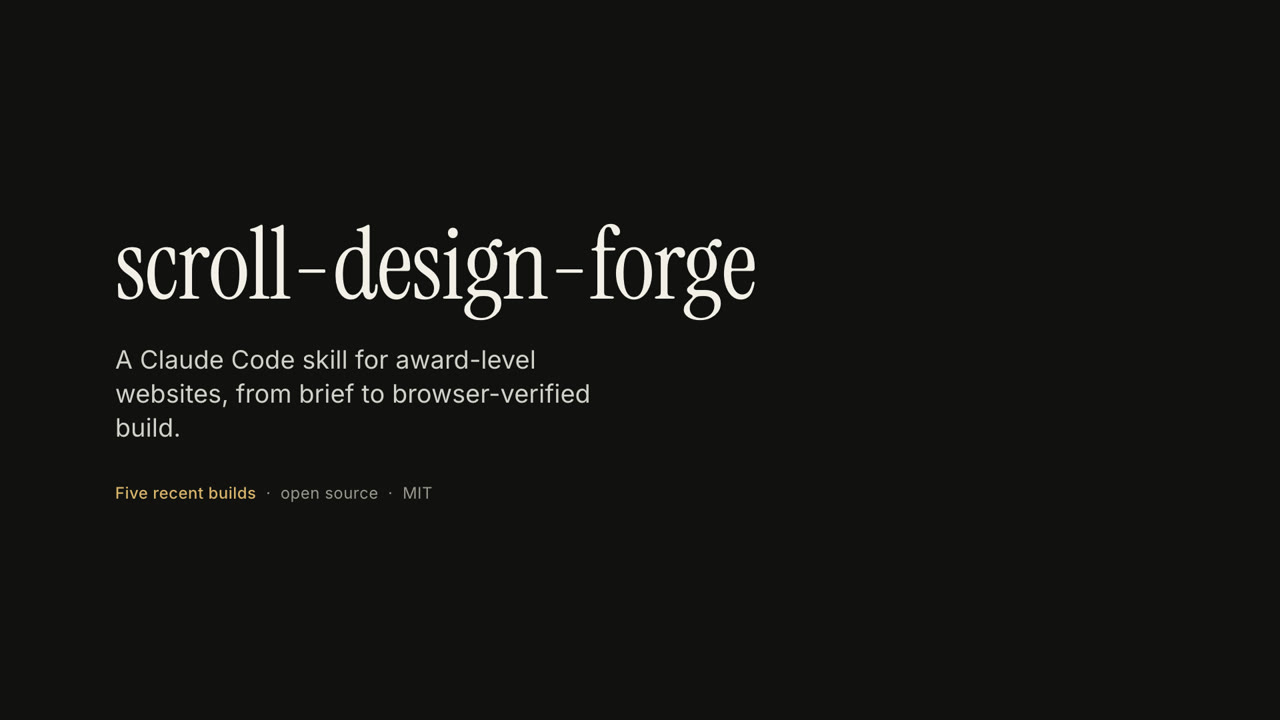 scroll-design-forge
A Claude Code skill for award-level
websites, from brief to browser-verified
build.
Five recent builds · open source · MIT